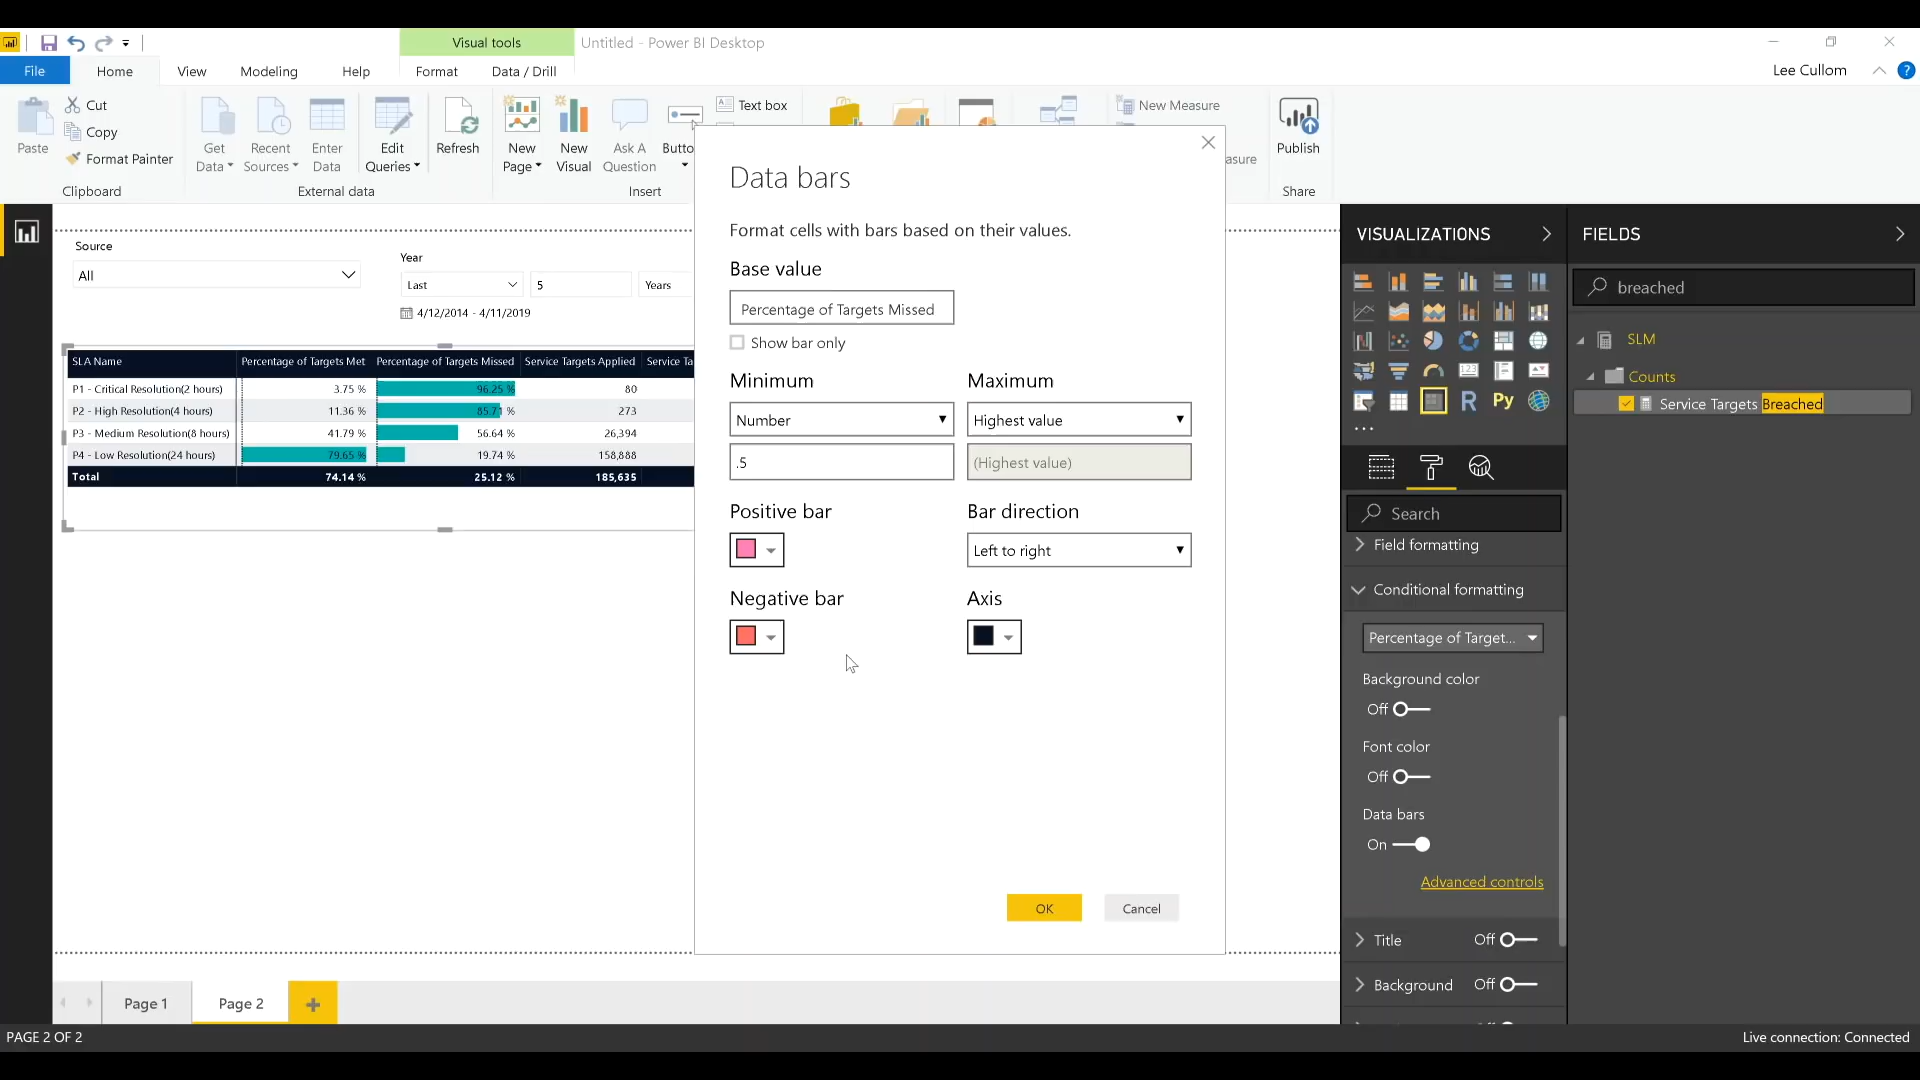 Visual tools
Untitled - Power BI Desktop
File
Home
View
Modeling
Help
Format
Data / Drill
Lee Cullom
?
Paste
Cut
Copy
Format Painter
Clipboard
Get Data
Recent Sources
Enter Data
External data
Edit Queries
Refresh
New Page
New Visual
Ask A Question
Butto
Text box
Insert
New Measure
asure
Publish
Share
Source
All
Year
Last
5
Years
4/12/2014 - 4/11/2019
SLA Name Percentage of Targets Met Percentage of Targets Missed Service Targets Applied Service Ta
P1 - Critical Resolution(2 hours) 3.75 % 96.25 % 80
P2 - High Resolution(4 hours) 11.36 % 85.71 % 273
P3 - Medium Resolution(8 hours) 41.79 % 56.64 % 26,394
P4 - Low Resolution(24 hours) 79.65 % 19.74 % 158,888
Total 74.14 % 25.12 % 185,635
Data bars
Format cells with bars based on their values.
Base value
Percentage of Targets Missed
Show bar only
Minimum
Maximum
Number
Highest value
.5
(Highest value)
Positive bar
Bar direction
Left to right
Negative bar
Axis
OK
Cancel
VISUALIZATIONS
R
Py
...
Search
Field formatting
Conditional formatting
Percentage of Target...
Background color
Off
Font color
Off
Data bars
On
Advanced controls
Title
Off
Background
Off
FIELDS
breached
SLM
Counts
Service Targets Breached
Page 1
Page 2
PAGE 2 OF 2
Live connection: Connected